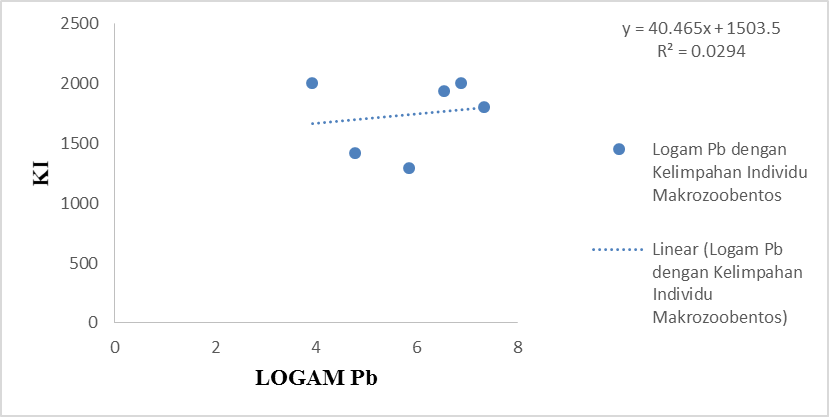 2500
2000
1500
1000
500
0
KI
0 2 4 6 8
LOGAM Pb
y = 40.465x + 1503.5
R² = 0.0294
Logam Pb dengan
Kelimpahan Individu
Makrozoobentos
Linear (Logam Pb
dengan Kelimpahan
Individu
Makrozoobentos)